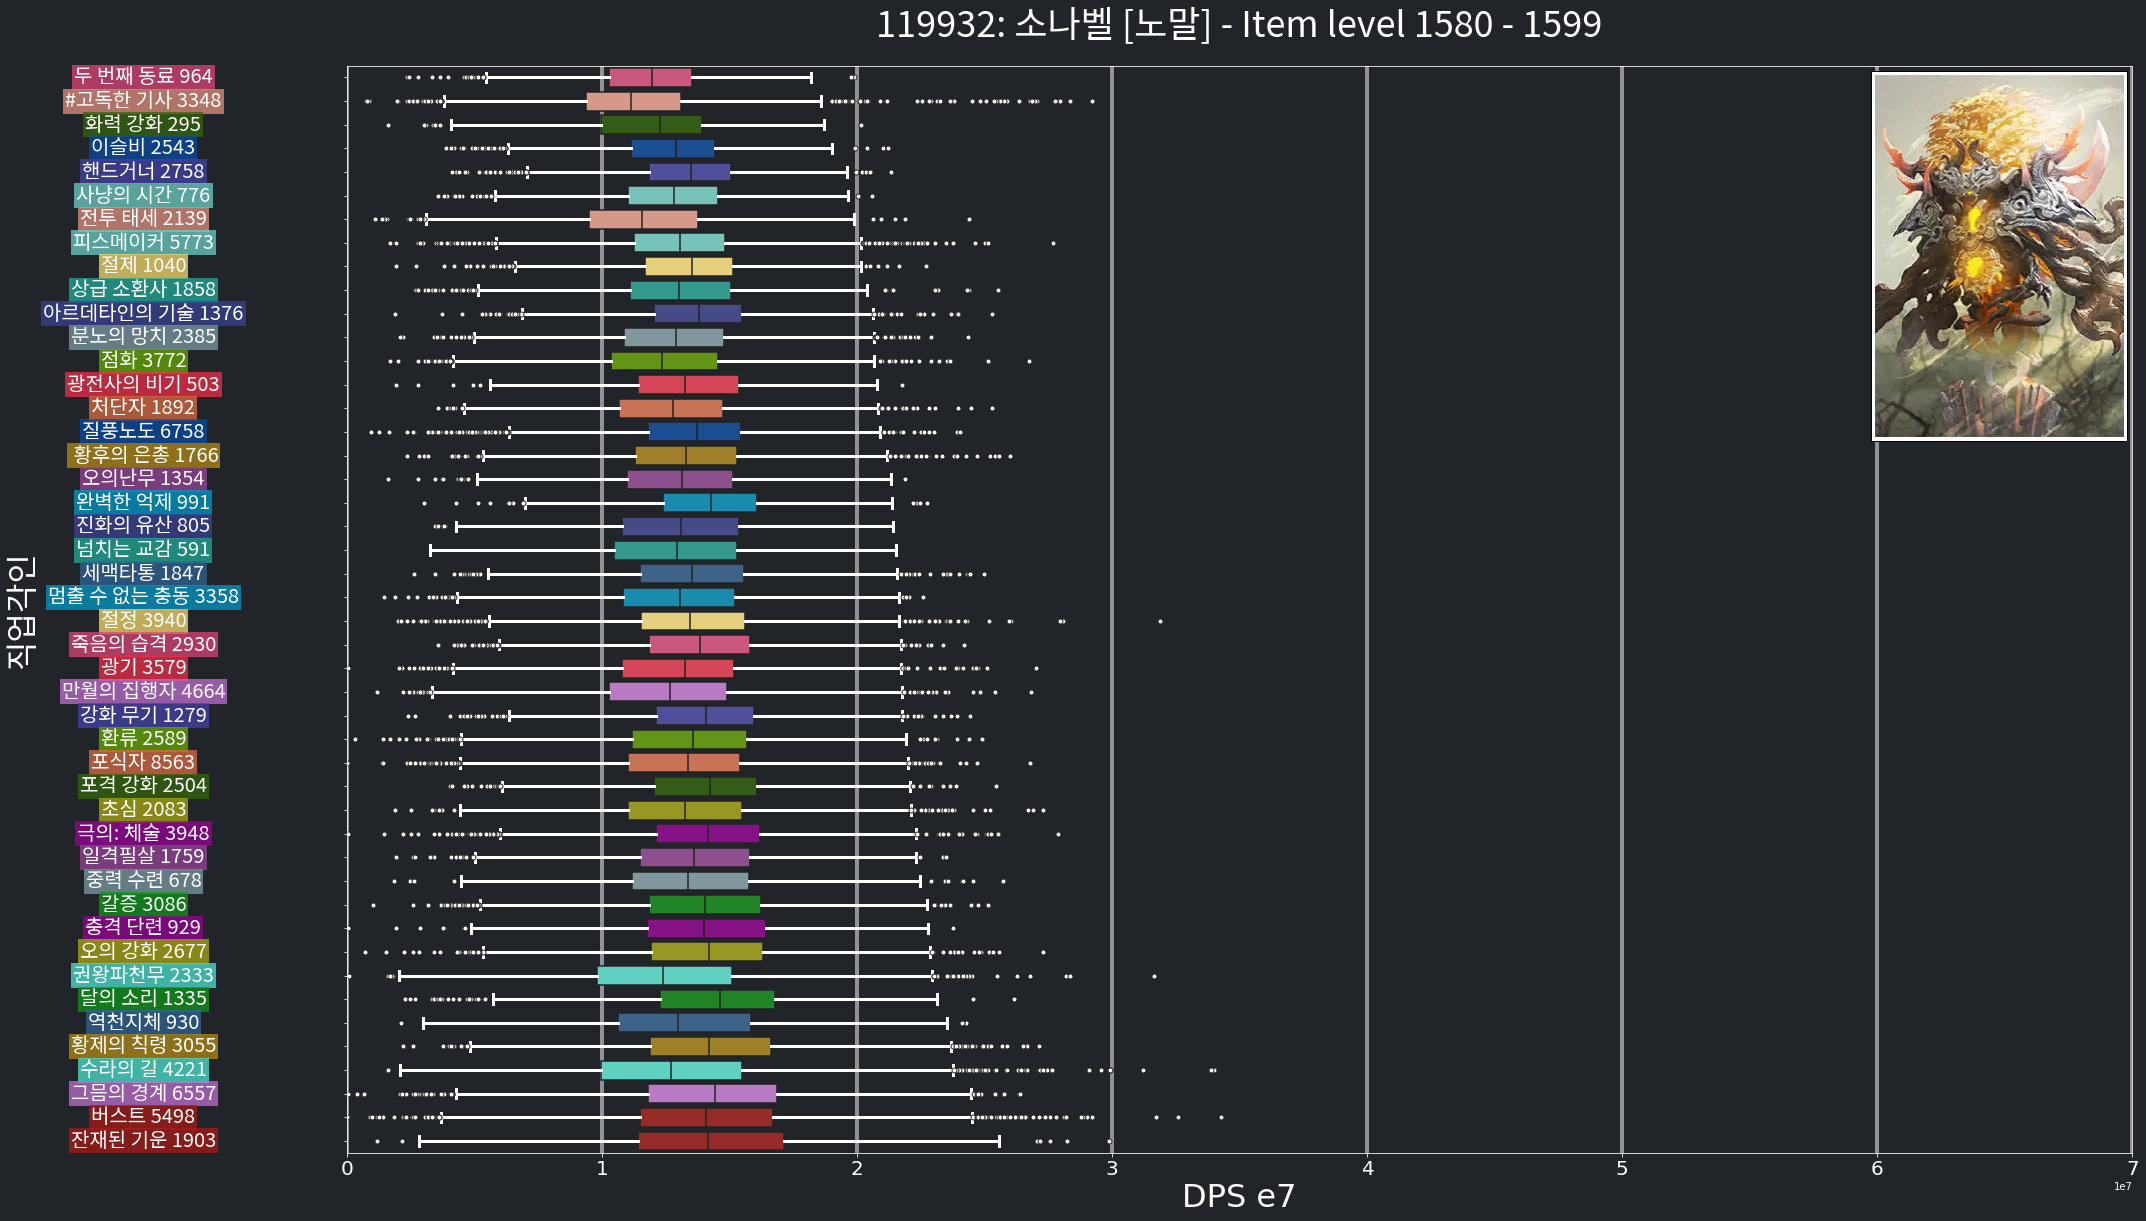 119932: 소나벨 [노말] - Item level 1580 - 1599
두 번째 동료 964
#고독한 기사 3348
화력 강화 295
이슬비 2543
핸드거너 2758
사냥의 시간 776
전투 태세 2139
피스메이커 5773
절제 1040
상급 소환사 1858
아르데타인의 기술 1376
분노의 망치 2385
점화 3772
광전사의 비기 503
처단자 1892
질풍노도 6758
황후의 은총 1766
오의난무 1354
완벽한 억제 991
진화의 유산 805
넘치는 교감 591
세맥타통 1847
멈출 수 없는 충동 3358
절정 3940
죽음의 습격 2930
광기 3579
만월의 집행자 4664
강화 무기 1279
환류 2589
포식자 8563
포격 강화 2504
초심 2083
극의: 체술 3948
일격필살 1759
중력 수련 678
갈증 3086
충격 단련 929
오의 강화 2677
권왕파천무 2333
달의 소리 1335
역천지체 930
황제의 칙령 3055
수라의 길 4221
그믐의 경계 6557
버스트 5498
잔재된 기운 1903
직업각인
0 1 2 3 4 5 6 7
1e7
DPS e7